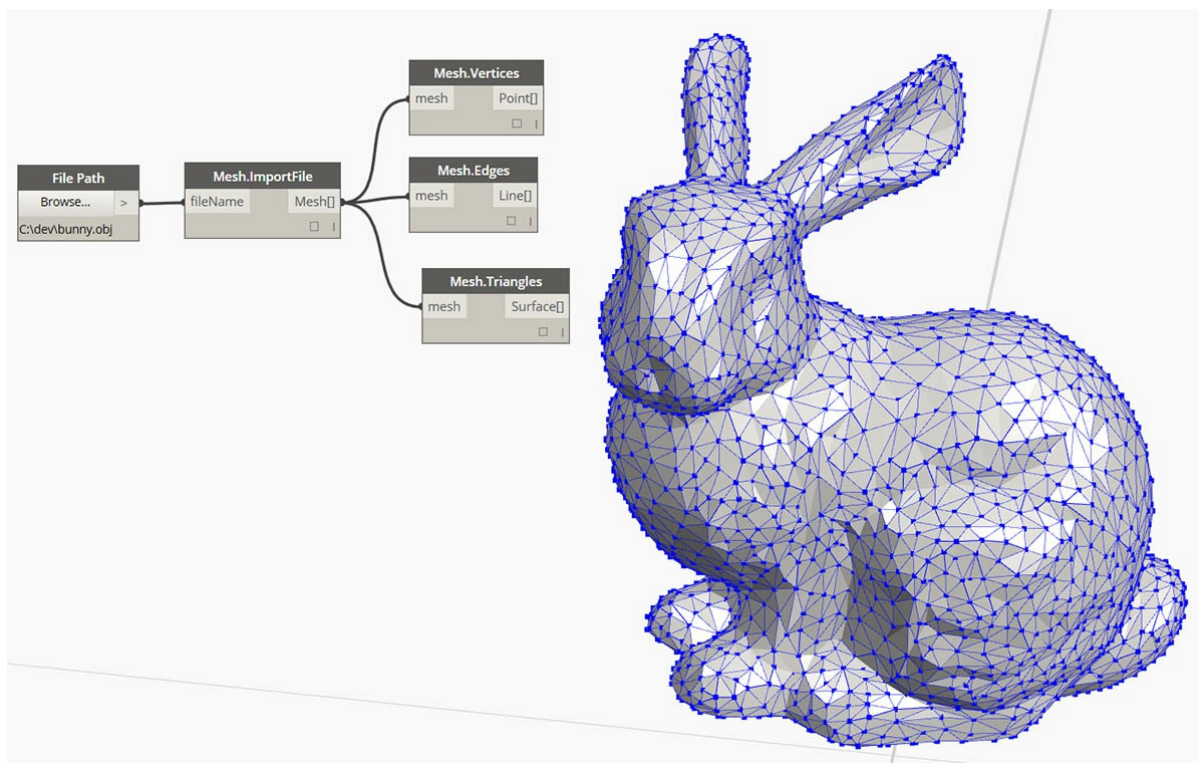 File Path
Browse... >
C:\dev\bunny.obj
Mesh.ImportFile
fileName Mesh[]
Mesh.Vertices
mesh Point[]
Mesh.Edges
mesh Line[]
Mesh.Triangles
mesh Surface[]